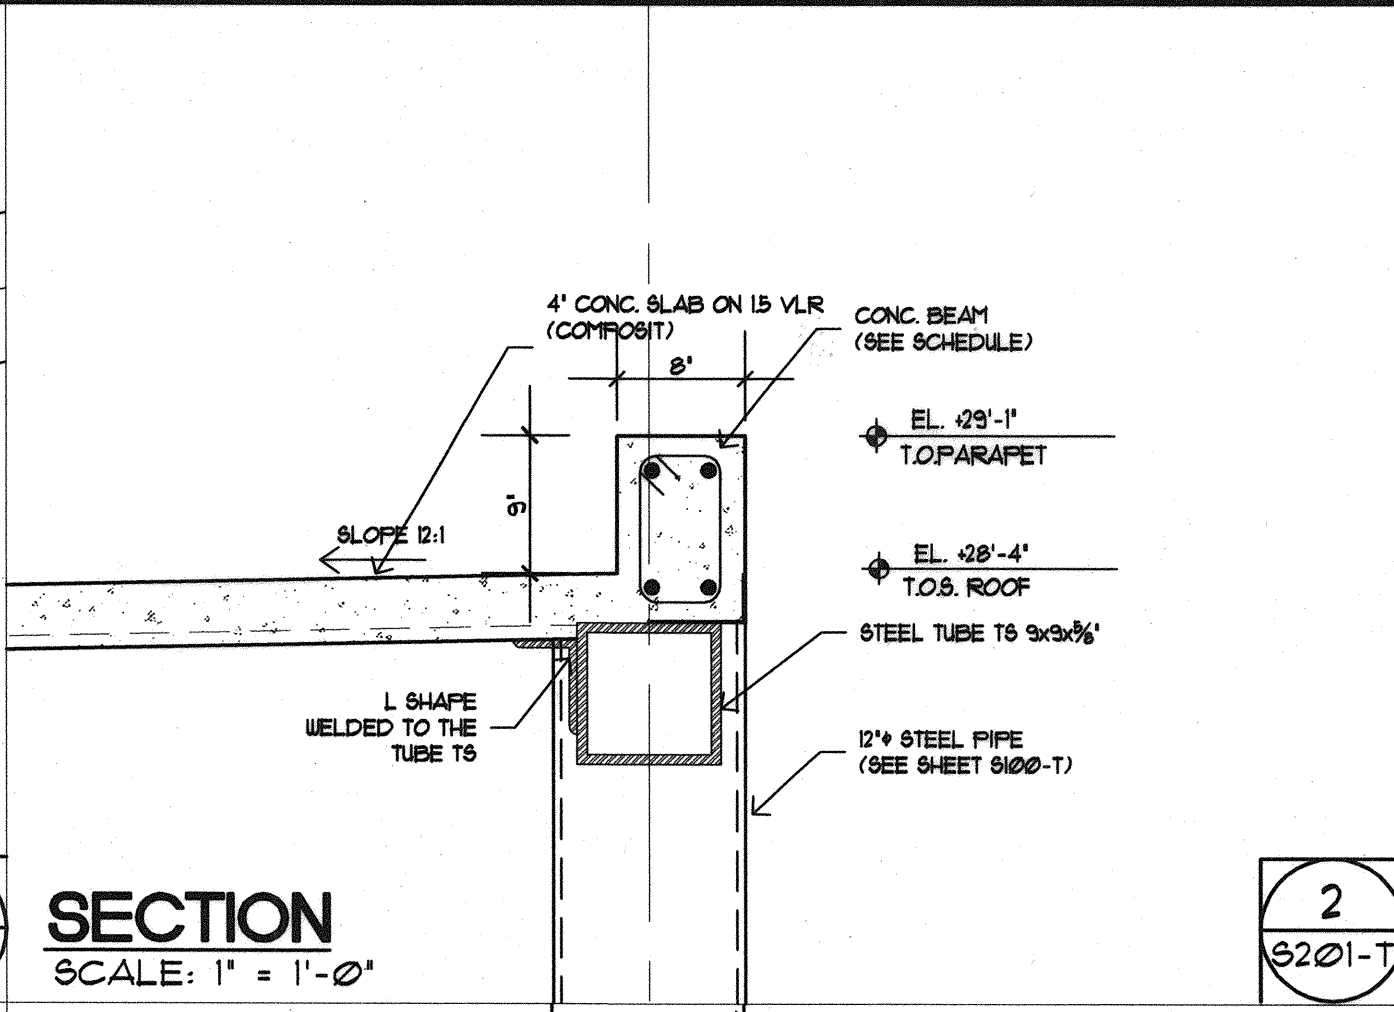 4" CONC. SLAB ON 1.5 VLR
(COMPOSIT)
CONC. BEAM
(SEE SCHEDULE)
8"
EL. +29'-1"
T.O.PARAPET
9"
SLOPE 12:1
EL. +28'-4"
T.O.S. ROOF
STEEL TUBE TS 9x9x5/8"
L SHAPE
WELDED TO THE
TUBE TS
12"φ STEEL PIPE
(SEE SHEET S100-T)
SECTION
SCALE: 1" = 1'-0"
2
S201-T